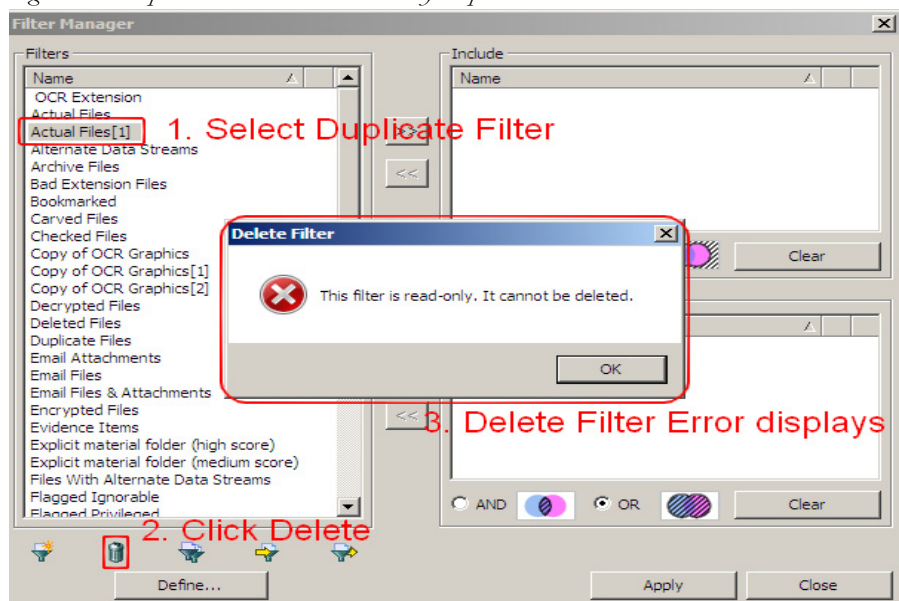 Filter Manager
Filters
Name
OCR Extension
Actual Files
Actual Files[1]
1. Select Duplicate Filter
Alternate Data Streams
Archive Files
Bad Extension Files
Bookmarked
Carved Files
Checked Files
Copy of OCR Graphics
Copy of OCR Graphics[1]
Copy of OCR Graphics[2]
Decrypted Files
Deleted Files
Duplicate Files
Email Attachments
Email Files
Email Files & Attachments
Encrypted Files
Evidence Items
Explicit material folder (high score)
Explicit material folder (medium score)
Files With Alternate Data Streams
Flagged Ignorable
Flagged Privileged
2. Click Delete
Define...
>>
<<
Include
Name
Clear
Delete Filter
This filter is read-only. It cannot be deleted.
OK
<<
3. Delete Filter Error displays
AND
OR
Clear
Apply
Close